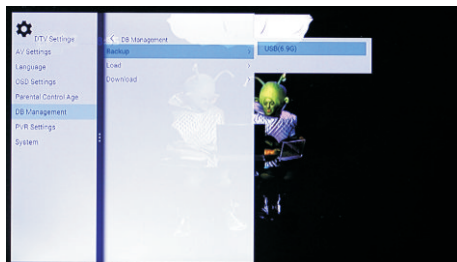 DTV Settings
AV Settings
Language
OSD Settings
Parental Control Age
DB Management
PVR Settings
System
< DB Management
Backup >
Load >
Download >
USB(6.9G)